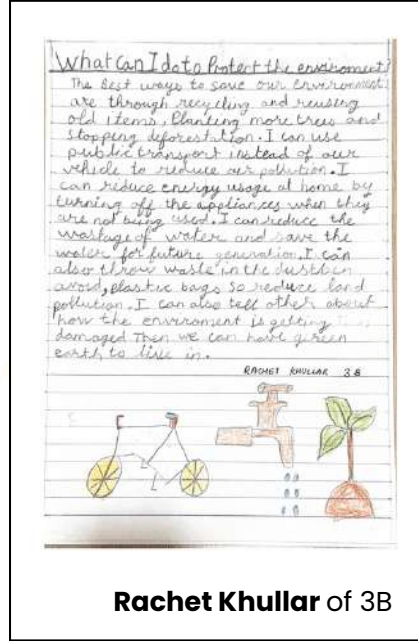 What Can I do to Protect the enviroment?
The Best ways to save our environment
are through recycling and reusing
old items, Planting more trees and
stopping deforestation. I can use
public transport instead of our
vehicle to reduce air pollution. I
can reduce energy usage at home by
turning off the appliances when they
are not being used. I can reduce the
wastage of water and save the
water for future generation. I can
also throw waste in the dustbin
avoid, plastic bags so reduce land
pollution. I can also tell other about
how the enviroment is getting
damaged Then we can have green
earth to live in.
RACHET KHULLAR 3B
Rachet Khullar of 3B